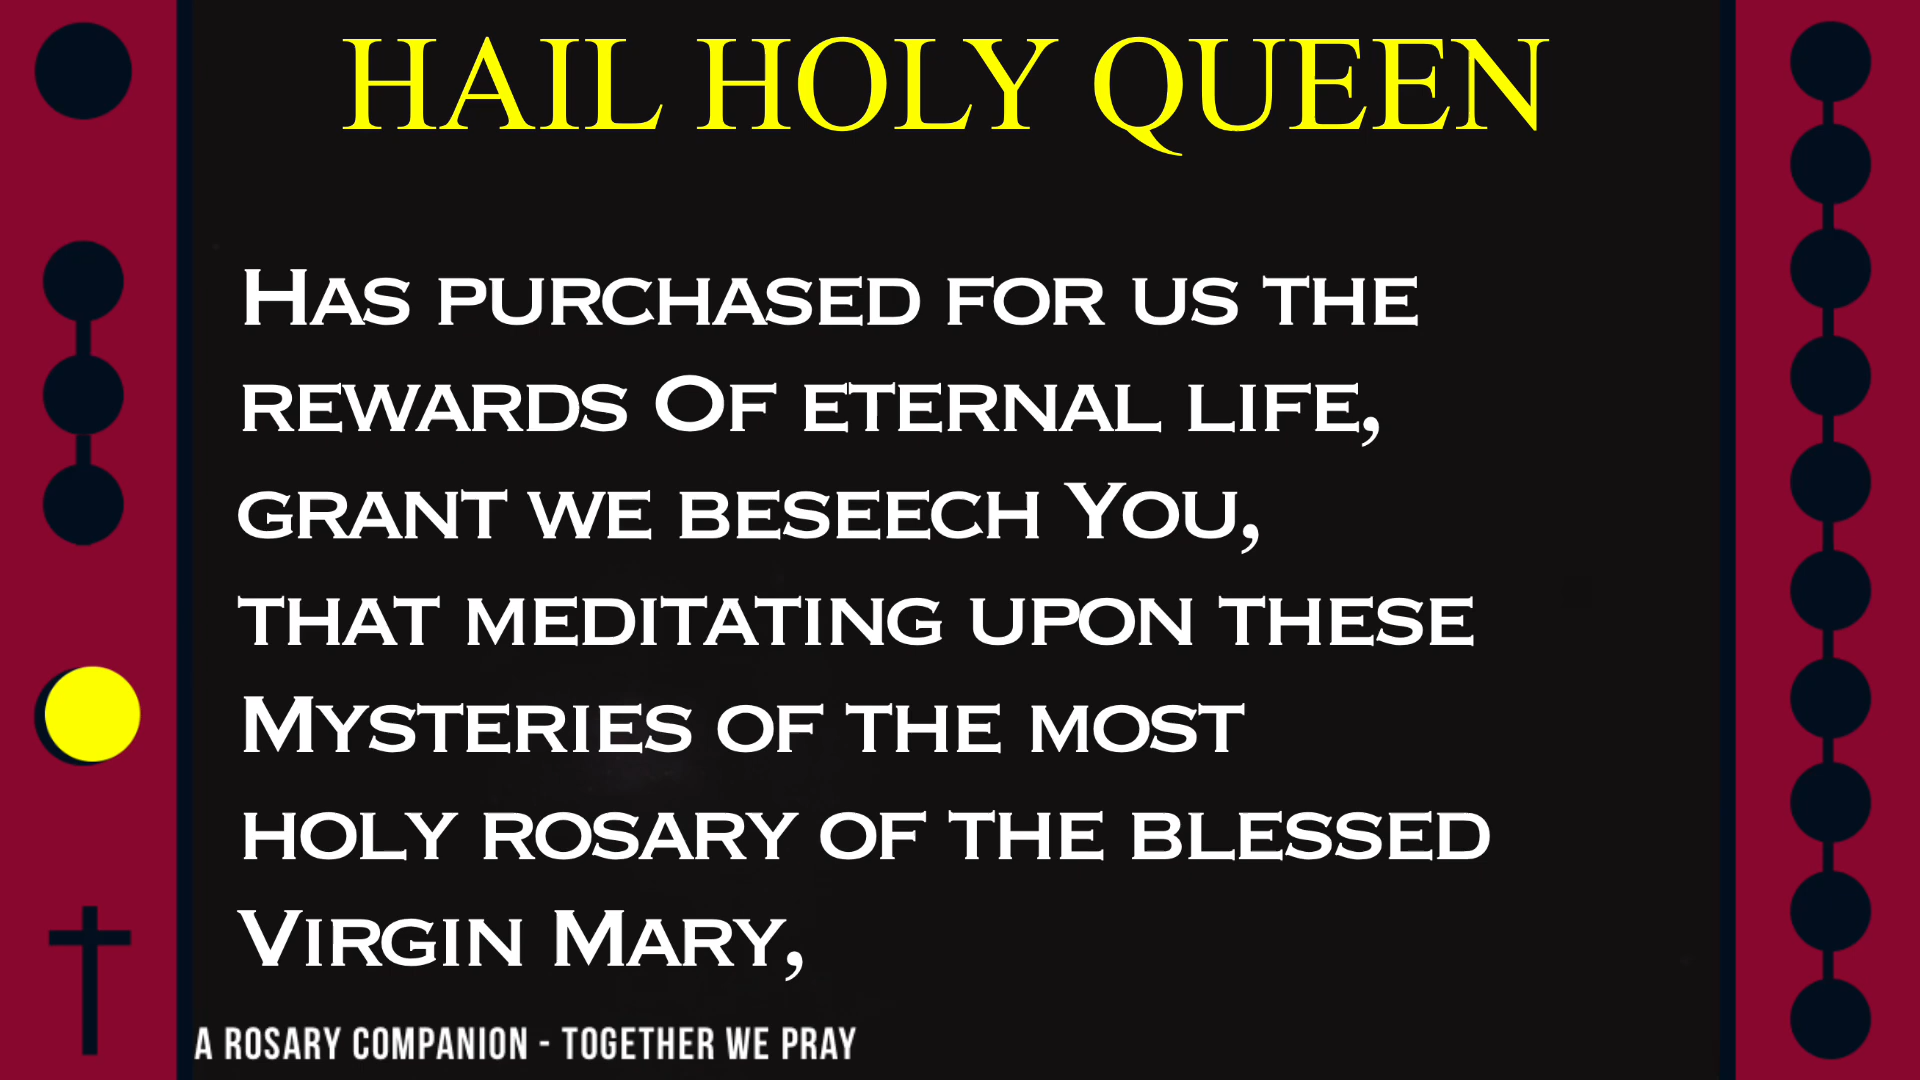 HAIL HOLY QUEEN
Has purchased for us the
rewards Of eternal life,
grant we beseech You,
that meditating upon these
Mysteries of the most
holy rosary of the blessed
Virgin Mary,
A ROSARY COMPANION - TOGETHER WE PRAY